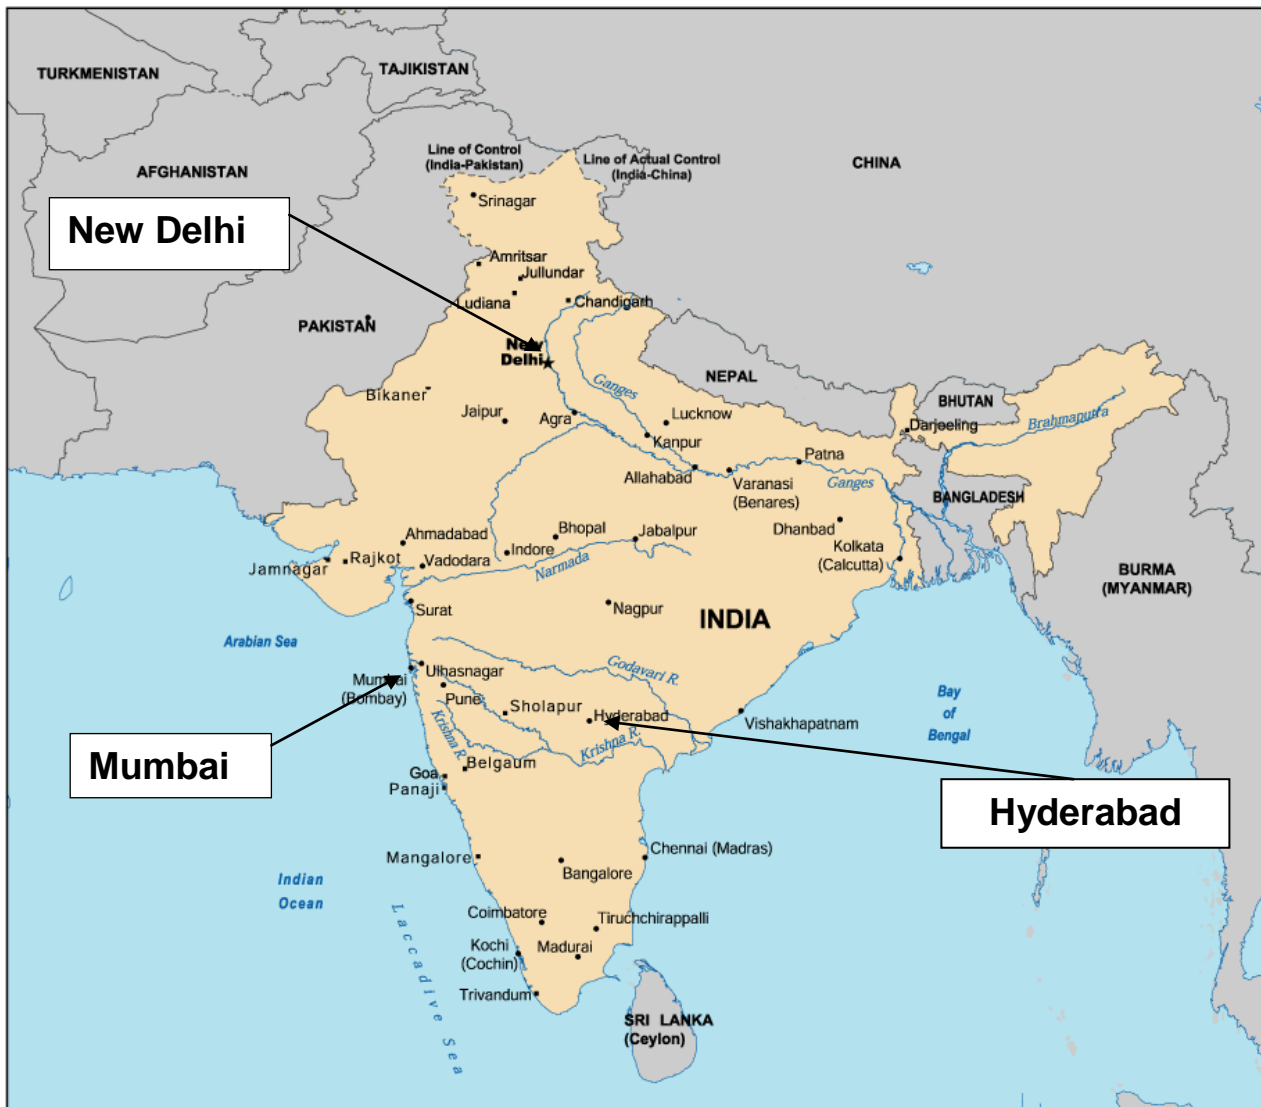 TURKMENISTAN
TAJIKISTAN
AFGHANISTAN
Line of Control
(India-Pakistan)
Line of Actual Control
(India-China)
CHINA
Srinagar
New Delhi
Amritsar
Jullundar
Ludiana
Chandigarh
PAKISTAN
New
Delhi
NEPAL
Ganges
BHUTAN
Bikaner
Jaipur
Agra
Lucknow
Darjeeling
Brahmaputra
Kanpur
Patna
Allahabad
Varanasi
(Benares)
Ganges
BANGLADESH
Ahmadabad
Bhopal
Jabalpur
Dhanbad
Kolkata
(Calcutta)
Rajkot
Jamnagar
Vadodara
Indore
Narmada
BURMA
(MYANMAR)
Surat
Nagpur
INDIA
Arabian Sea
Ulhasnagar
Mumbai
(Bombay)
Godavari R.
Pune
Sholapur
Hyderabad
Vishakhapatnam
Bay
of
Bengal
Krishna R.
Krishna R.
Mumbai
Belgaum
Goa
Panaji
Hyderabad
Mangalore
Bangalore
Chennai (Madras)
Indian
Ocean
Laccadive Sea
Coimbatore
Tiruchchirappalli
Kochi
(Cochin)
Madurai
Trivandum
SRI LANKA
(Ceylon)